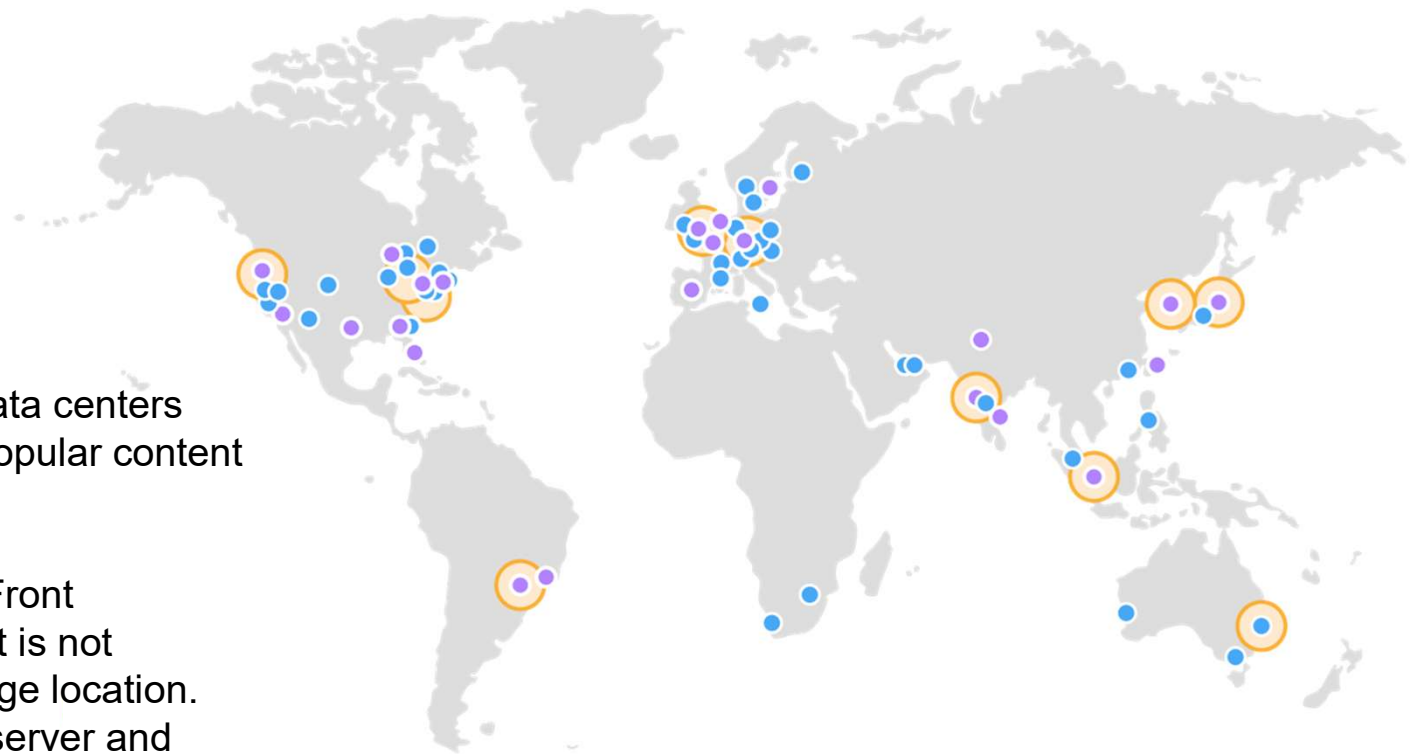 ata centers
opular content
Front
t is not
ge location.
server and